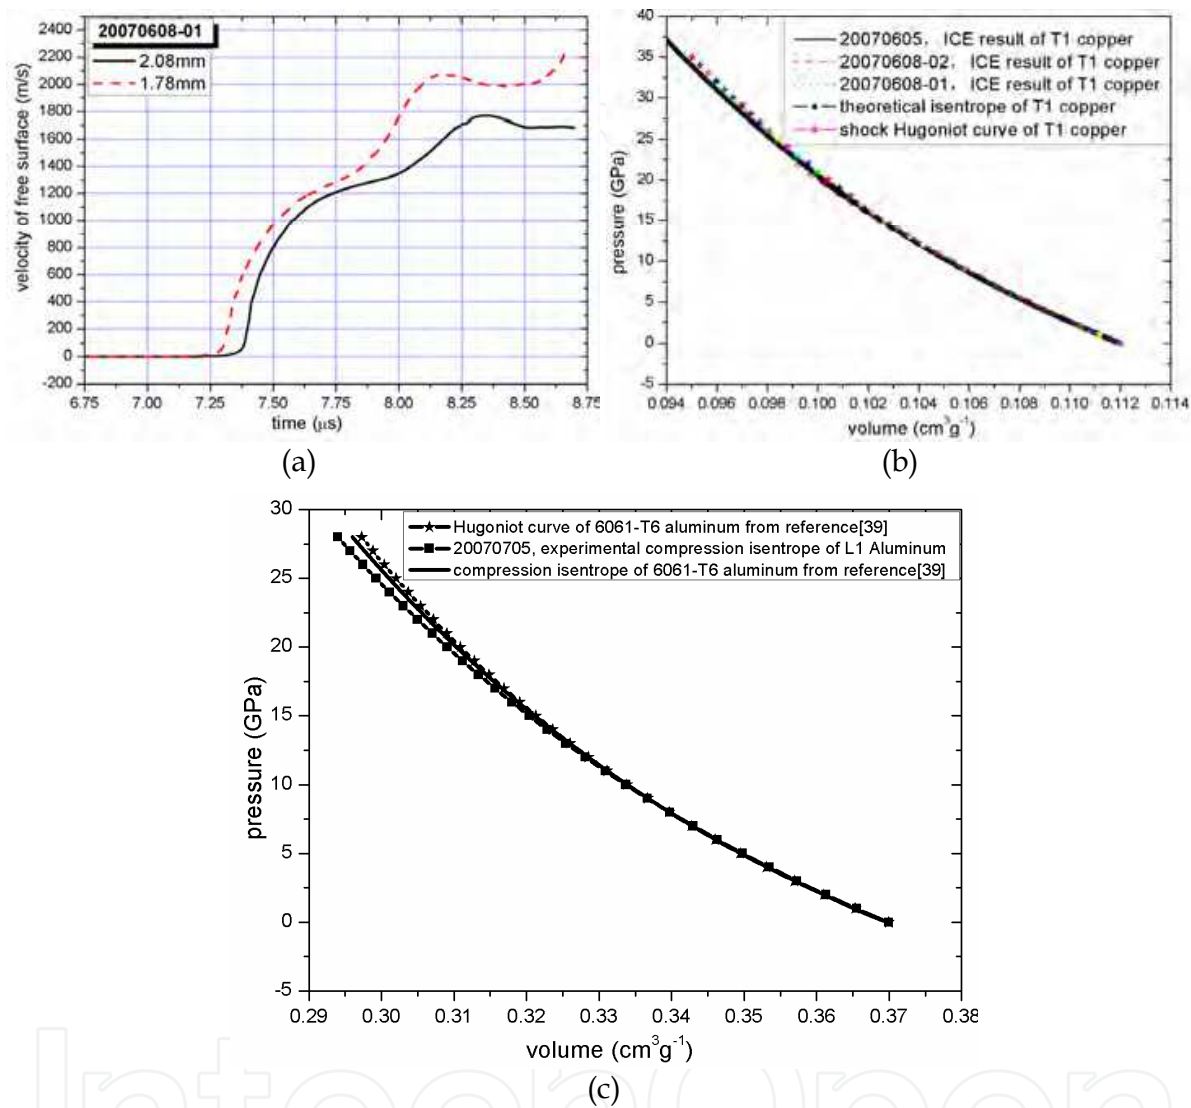 20070608-01
2.08mm
1.78mm
2400
2200
2000
1800
1600
1400
1200
1000
800
600
400
200
0
-200
velocity of free surface (m/s)
6.75 7.00 7.25 7.50 7.75 8.00 8.25 8.50 8.75
time (μs)
(a)
20070605, ICE result of T1 copper
20070608-02, ICE result of T1 copper
20070608-01, ICE result of T1 copper
theoretical isentrope of T1 copper
shock Hugoniot curve of T1 copper
40
35
30
25
20
15
10
5
0
-5
pressure (GPa)
0.094 0.096 0.098 0.100 0.102 0.104 0.106 0.108 0.110 0.112 0.114
volume (cm³g⁻¹)
(b)
Hugoniot curve of 6061-T6 aluminum from reference[39]
20070705, experimental compression isentrope of L1 Aluminum
compression isentrope of 6061-T6 aluminum from reference[39]
30
25
20
15
10
5
0
-5
pressure (GPa)
0.29 0.30 0.31 0.32 0.33 0.34 0.35 0.36 0.37 0.38
volume (cm³g⁻¹)
(c)
IntechOpen